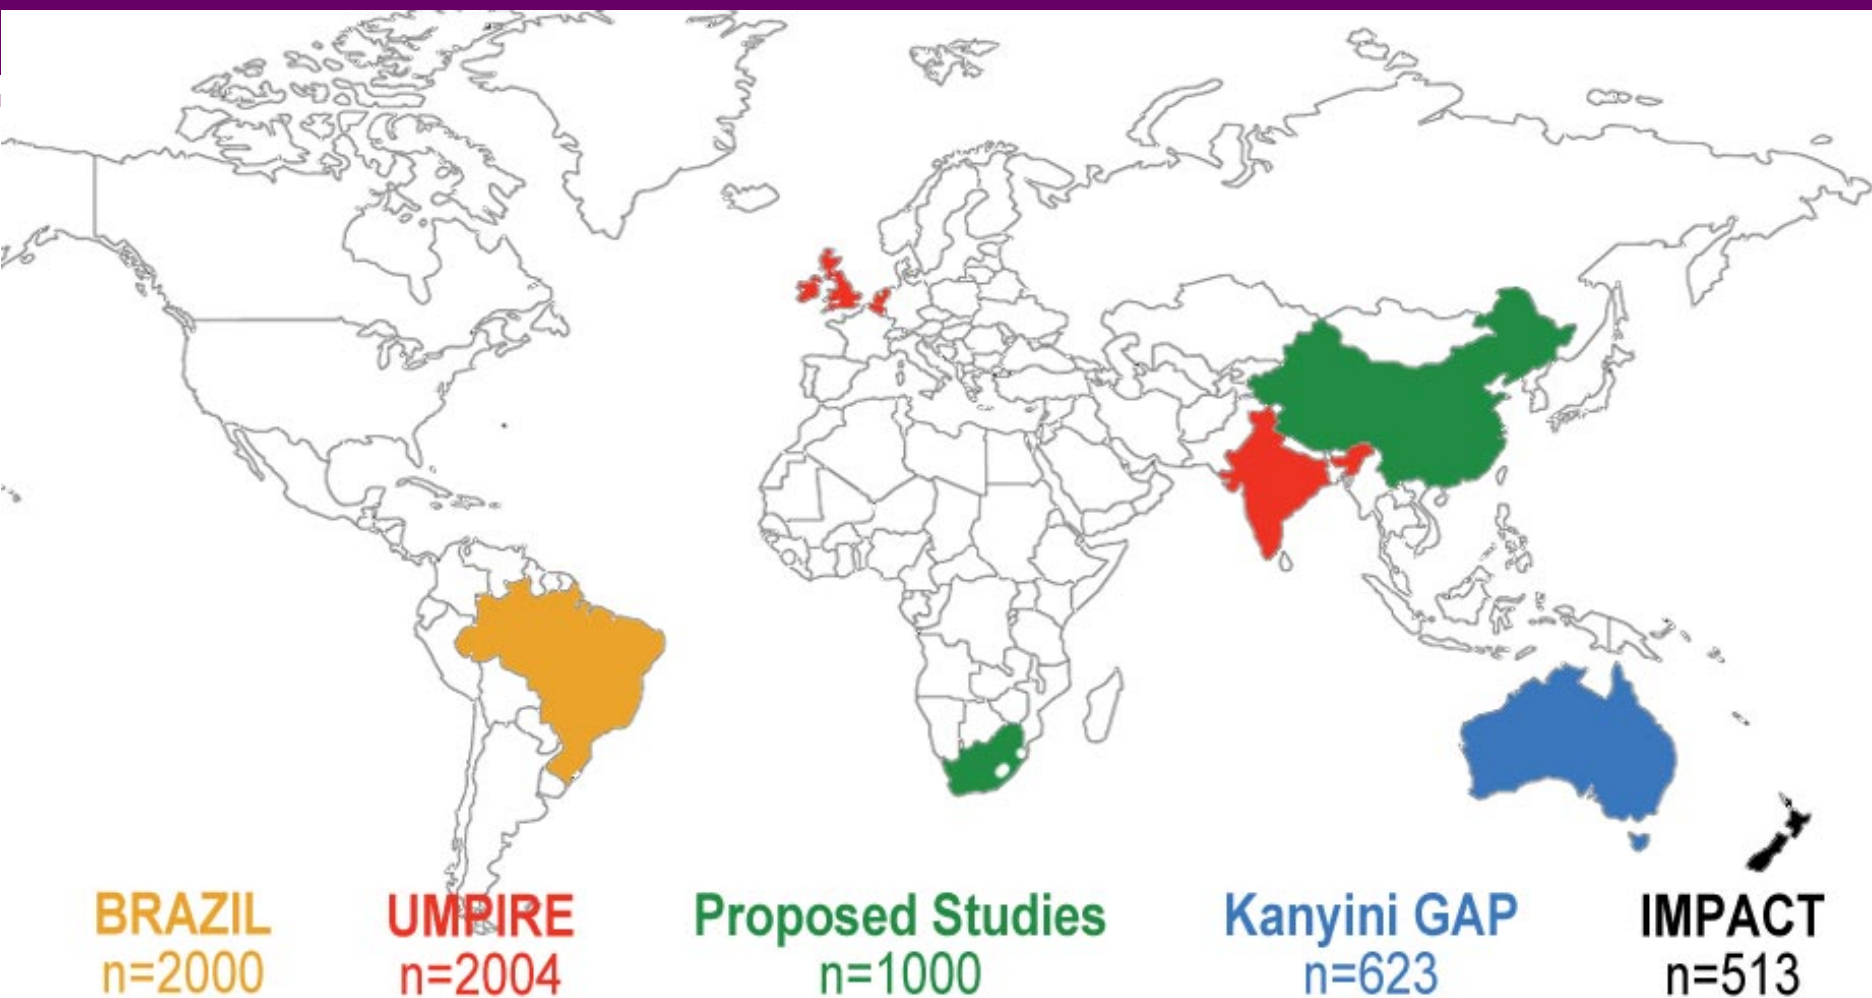 BRAZIL
n=2000
UMPIRE
n=2004
Proposed Studies
n=1000
Kanyini GAP
n=623
IMPACT
n=513